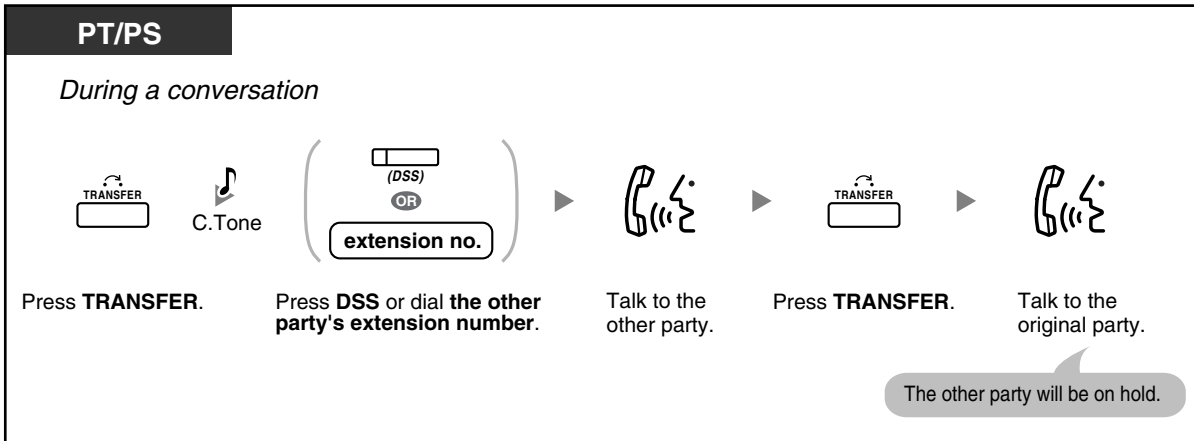 PT/PS
During a conversation
TRANSFER
C.Tone
(DSS)
OR
extension no.
TRANSFER
Press TRANSFER.
Press DSS or dial the other
party's extension number.
Talk to the
other party.
Press TRANSFER.
Talk to the
original party.
The other party will be on hold.